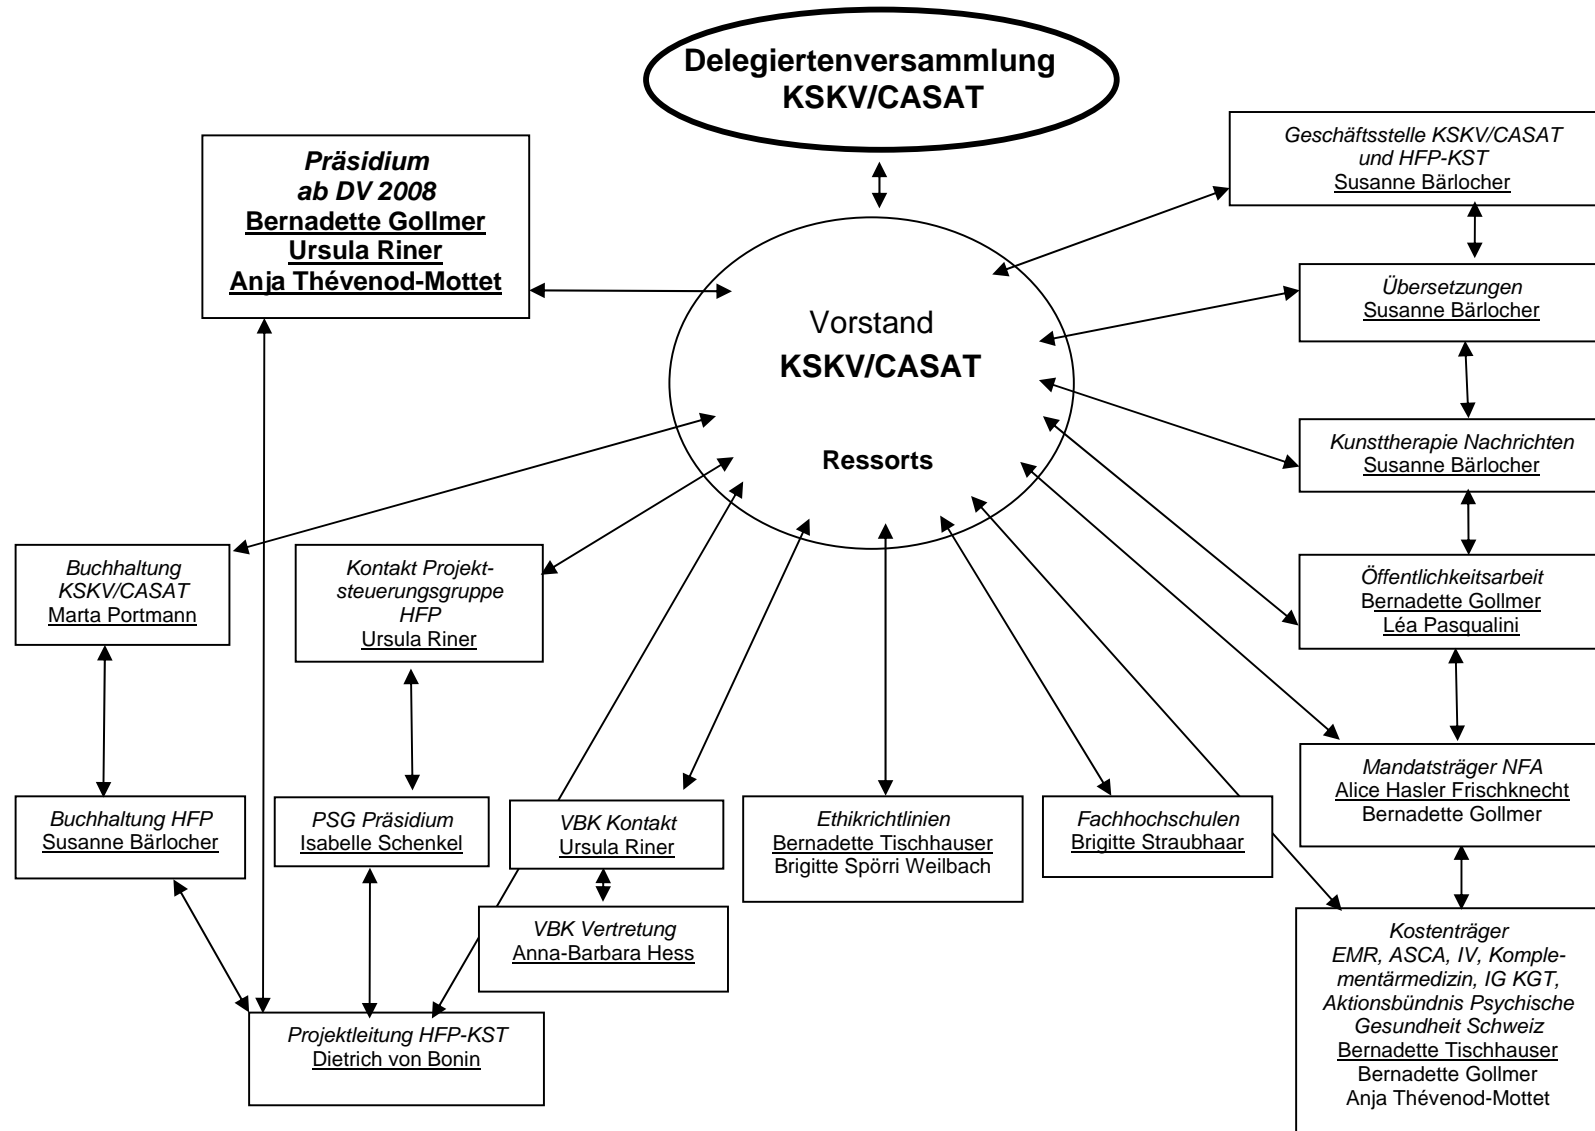 Delegiertenversammlung
KSKV/CASAT
Präsidium
ab DV 2008
Bernadette Gollmer
Ursula Riner
Anja Thévenod-Mottet
Geschäftsstelle KSKV/CASAT
und HFP-KST
Susanne Bärlocher
Übersetzungen
Susanne Bärlocher
Vorstand
KSKV/CASAT
Ressorts
Kunsttherapie Nachrichten
Susanne Bärlocher
Buchhaltung
KSKV/CASAT
Marta Portmann
Kontakt Projekt-
steuerungsgruppe
HFP
Ursula Riner
Öffentlichkeitsarbeit
Bernadette Gollmer
Léa Pasqualini
Mandatsträger NFA
Alice Hasler Frischknecht
Bernadette Gollmer
Buchhaltung HFP
Susanne Bärlocher
PSG Präsidium
Isabelle Schenkel
VBK Kontakt
Ursula Riner
Ethikrichtlinien
Bernadette Tischhauser
Brigitte Spörri Weilbach
Fachhochschulen
Brigitte Straubhaar
VBK Vertretung
Anna-Barbara Hess
Kostenträger
EMR, ASCA, IV, Komple-
mentärmedizin, IG KGT,
Aktionsbündnis Psychische
Gesundheit Schweiz
Bernadette Tischhauser
Bernadette Gollmer
Anja Thévenod-Mottet
Projektleitung HFP-KST
Dietrich von Bonin